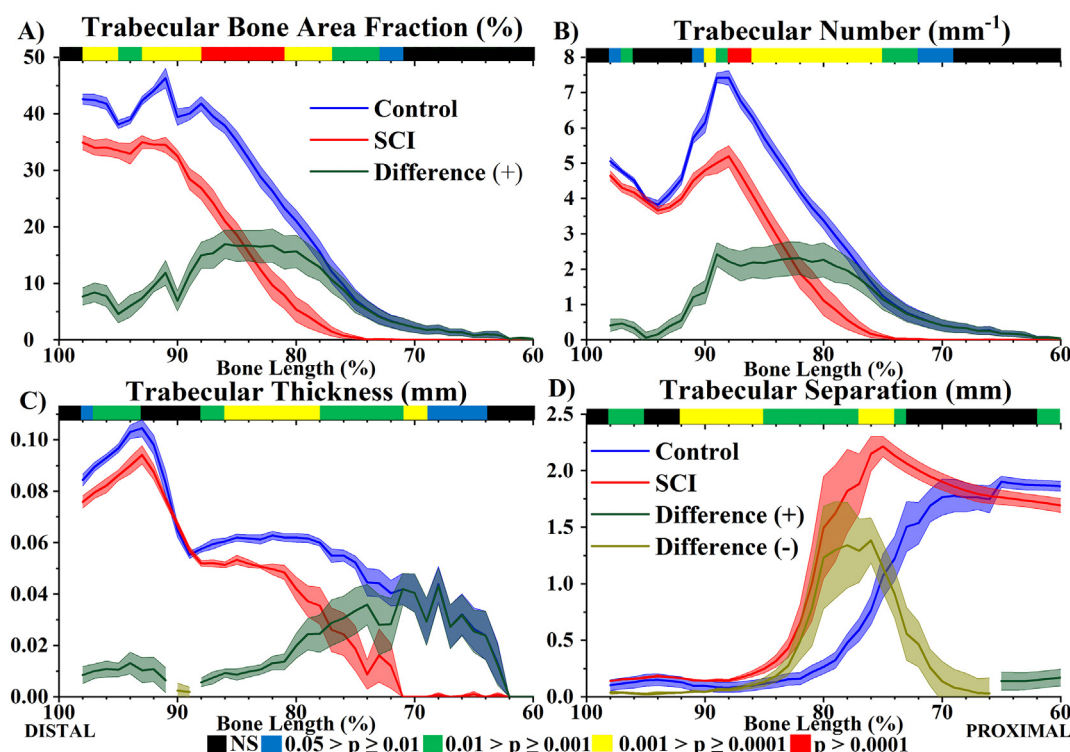 A) Trabecular Bone Area Fraction (%)
50
40
30
20
10
0
Control
SCI
Difference (+)
100 90 80 70 60
Bone Length (%)
B) Trabecular Number (mm⁻¹)
8
7
6
5
4
3
2
1
0
100 90 80 70 60
Bone Length (%)
C) Trabecular Thickness (mm)
0.10
0.08
0.06
0.04
0.02
0.00
100 90 80 70 60
Bone Length (%)
DISTAL
D) Trabecular Separation (mm)
2.5
2.0
1.5
1.0
0.5
0.0
Control
SCI
Difference (+)
Difference (-)
100 90 80 70 60
Bone Length (%)
PROXIMAL
NS 0.05 > p ≥ 0.01 0.01 > p ≥ 0.001 0.001 > p ≥ 0.0001 p > 0.0001